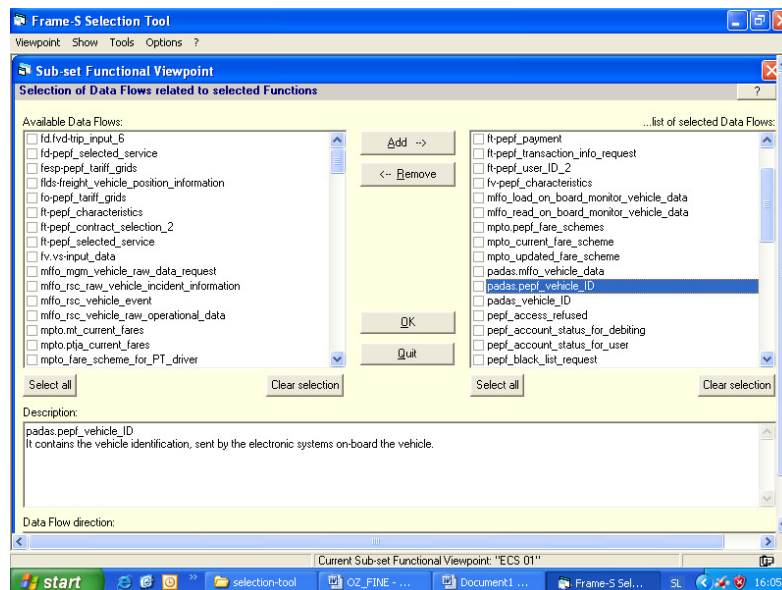 Frame-S Selection Tool
Viewpoint Show Tools Options ?
Sub-set Functional Viewpoint
Selection of Data Flows related to selected Functions
?
Available Data Flows:
fd.fvd-trip_input_6
fd-pepf_selected_service
fesp-pepf_tariff_grids
flds-freight_vehicle_position_information
fo-pepf_tariff_grids
ft-pepf_characteristics
ft-pepf_contract_selection_2
ft-pepf_selected_service
fv.vs-input_data
mffo_mgm_vehicle_raw_data_request
mffo_rsc_raw_vehicle_incident_information
mffo_rsc_vehicle_event
mffo_rsc_vehicle_raw_operational_data
mpto.mt_current_fares
mpto.ptja_current_fares
mpto_fare_scheme_for_PT_driver
Select all
Clear selection
Add -->
<-- Remove
OK
Quit
...list of selected Data Flows:
ft-pepf_payment
ft-pepf_transaction_info_request
ft-pepf_user_ID_2
fv-pepf_characteristics
mffo_load_on_board_monitor_vehicle_data
mffo_read_on_board_monitor_vehicle_data
mpto.pepf_fare_schemes
mpto_current_fare_scheme
mpto_updated_fare_scheme
padas.mffo_vehicle_data
padas.pepf_vehicle_ID
padas_vehicle_ID
pepf_access_refused
pepf_account_status_for_debiting
pepf_account_status_for_user
pepf_black_list_request
Select all
Clear selection
Description:
padas.pepf_vehicle_ID
It contains the vehicle identification, sent by the electronic systems on-board the vehicle.
Data Flow direction:
Current Sub-set Functional Viewpoint: "ECS 01"
start
selection-tool
OZ_FINE - ...
Document1 ...
Frame-S Sel...
SL
16:05